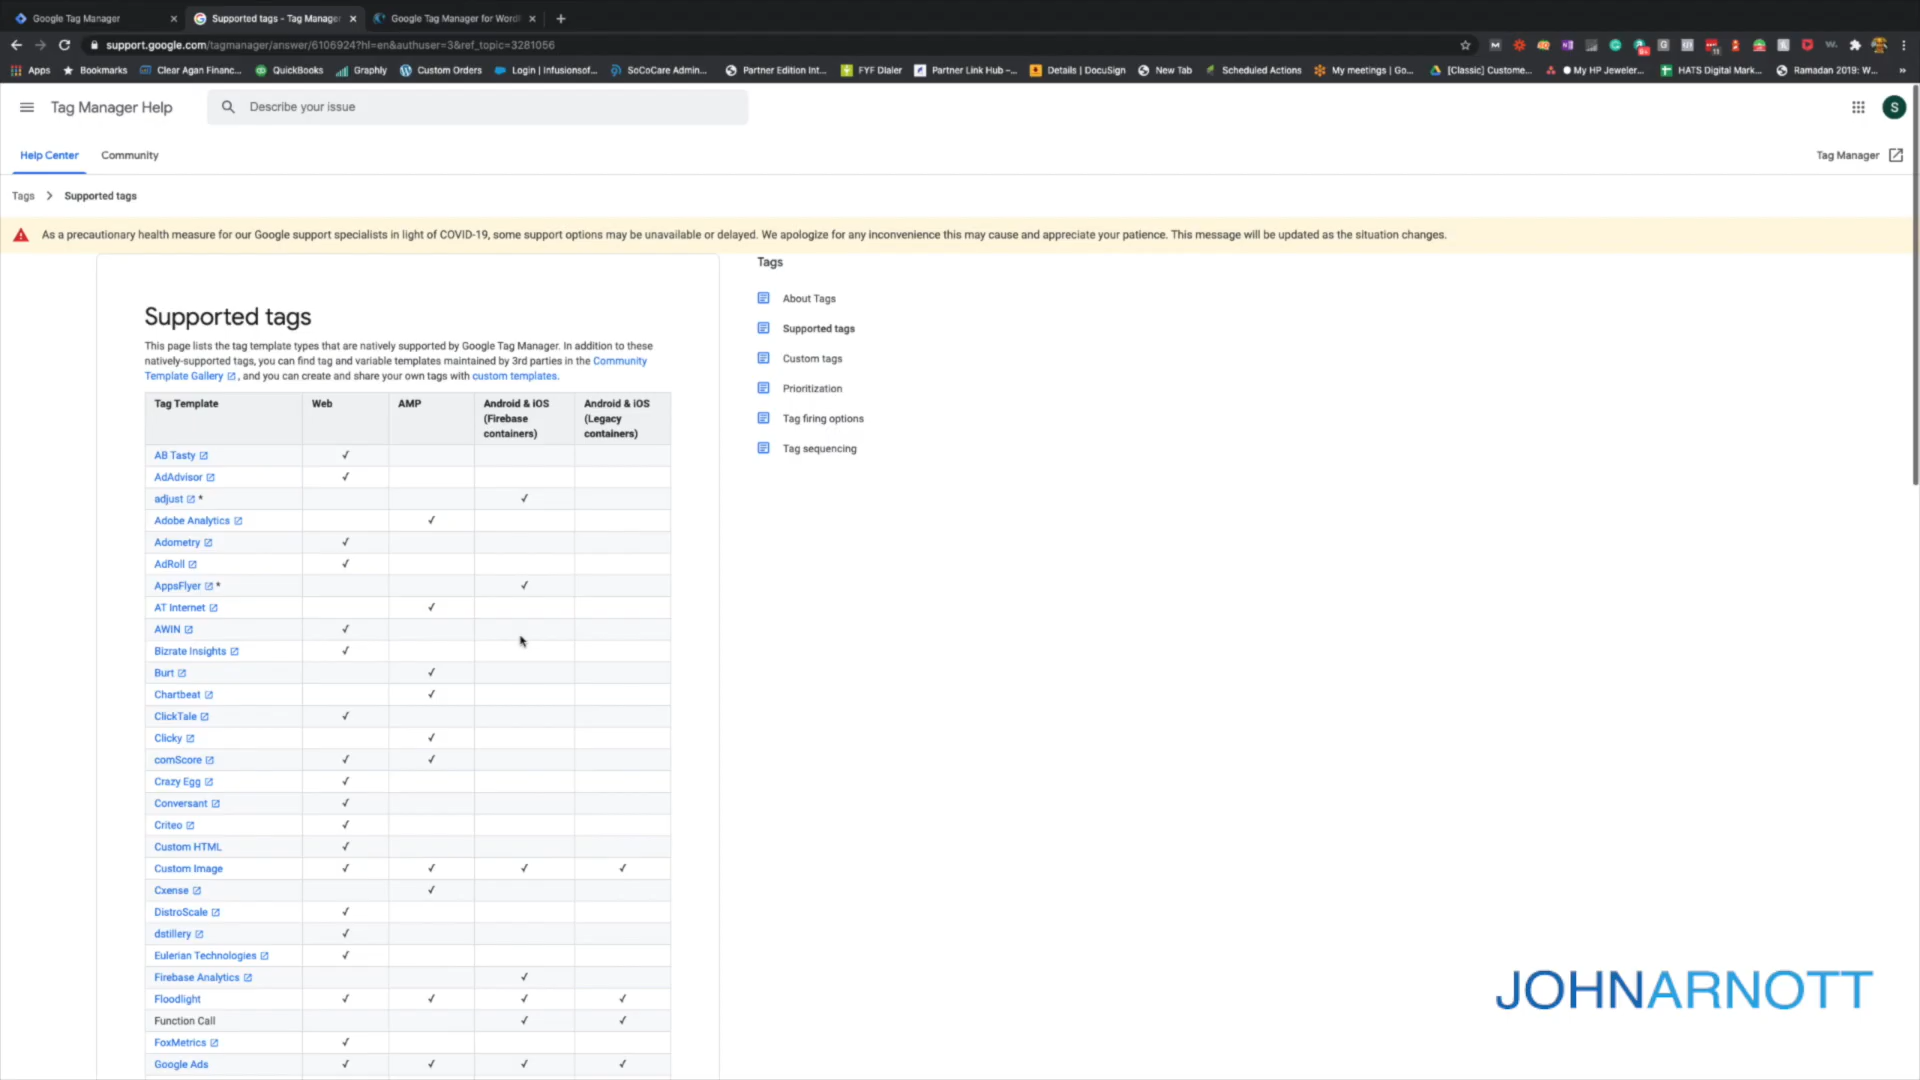 Google Tag Manager
Supported tags - Tag Manager
Google Tag Manager for Word
support.google.com/tagmanager/answer/6106924?hl=en&authuser=3&ref_topic=3281056
Apps
Bookmarks
Clear Agan Financ...
QuickBooks
Graphly
Custom Orders
Login | Infusionsof...
SoCoCare Admin...
Partner Edition Int...
FYF Dialer
Partner Link Hub –...
Details | DocuSign
New Tab
Scheduled Actions
My meetings | Go...
[Classic] Custome...
My HP Jeweler...
HATS Digital Mark...
Ramadan 2019: W...
Tag Manager Help
Describe your issue
S
Help Center
Community
Tag Manager
Tags
Supported tags
As a precautionary health measure for our Google support specialists in light of COVID-19, some support options may be unavailable or delayed. We apologize for any inconvenience this may cause and appreciate your patience. This message will be updated as the situation changes.
Supported tags
This page lists the tag template types that are natively supported by Google Tag Manager. In addition to these
natively-supported tags, you can find tag and variable templates maintained by 3rd parties in the Community
Template Gallery , and you can create and share your own tags with custom templates.
Tag Template Web AMP Android & iOS (Firebase containers) Android & iOS (Legacy containers)
AB Tasty ✓
AdAdvisor ✓
adjust * ✓
Adobe Analytics ✓
Adometry ✓
AdRoll ✓
AppsFlyer * ✓
AT Internet ✓
AWIN ✓
Bizrate Insights ✓
Burt ✓
Chartbeat ✓
ClickTale ✓
Clicky ✓
comScore ✓ ✓
Crazy Egg ✓
Conversant ✓
Criteo ✓
Custom HTML ✓
Custom Image ✓ ✓ ✓ ✓
Cxense ✓
DistroScale ✓
dstillery ✓
Eulerian Technologies ✓
Firebase Analytics ✓
Floodlight ✓ ✓ ✓ ✓
Function Call ✓ ✓
FoxMetrics ✓
Google Ads ✓ ✓ ✓ ✓
Tags
About Tags
Supported tags
Custom tags
Prioritization
Tag firing options
Tag sequencing
JOHNARNOTT